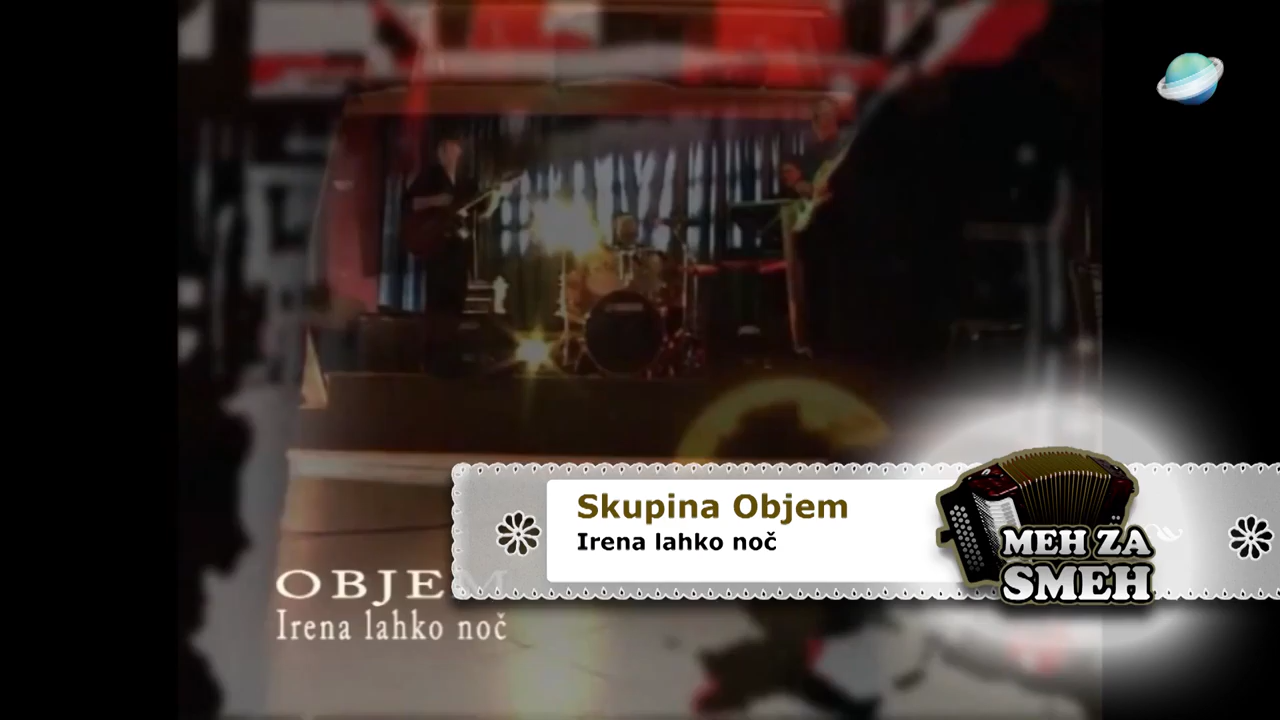 Skupina Objem
Irena lahko noč
MEH ZA
SMEH
OBJEM
Irena lahko noč